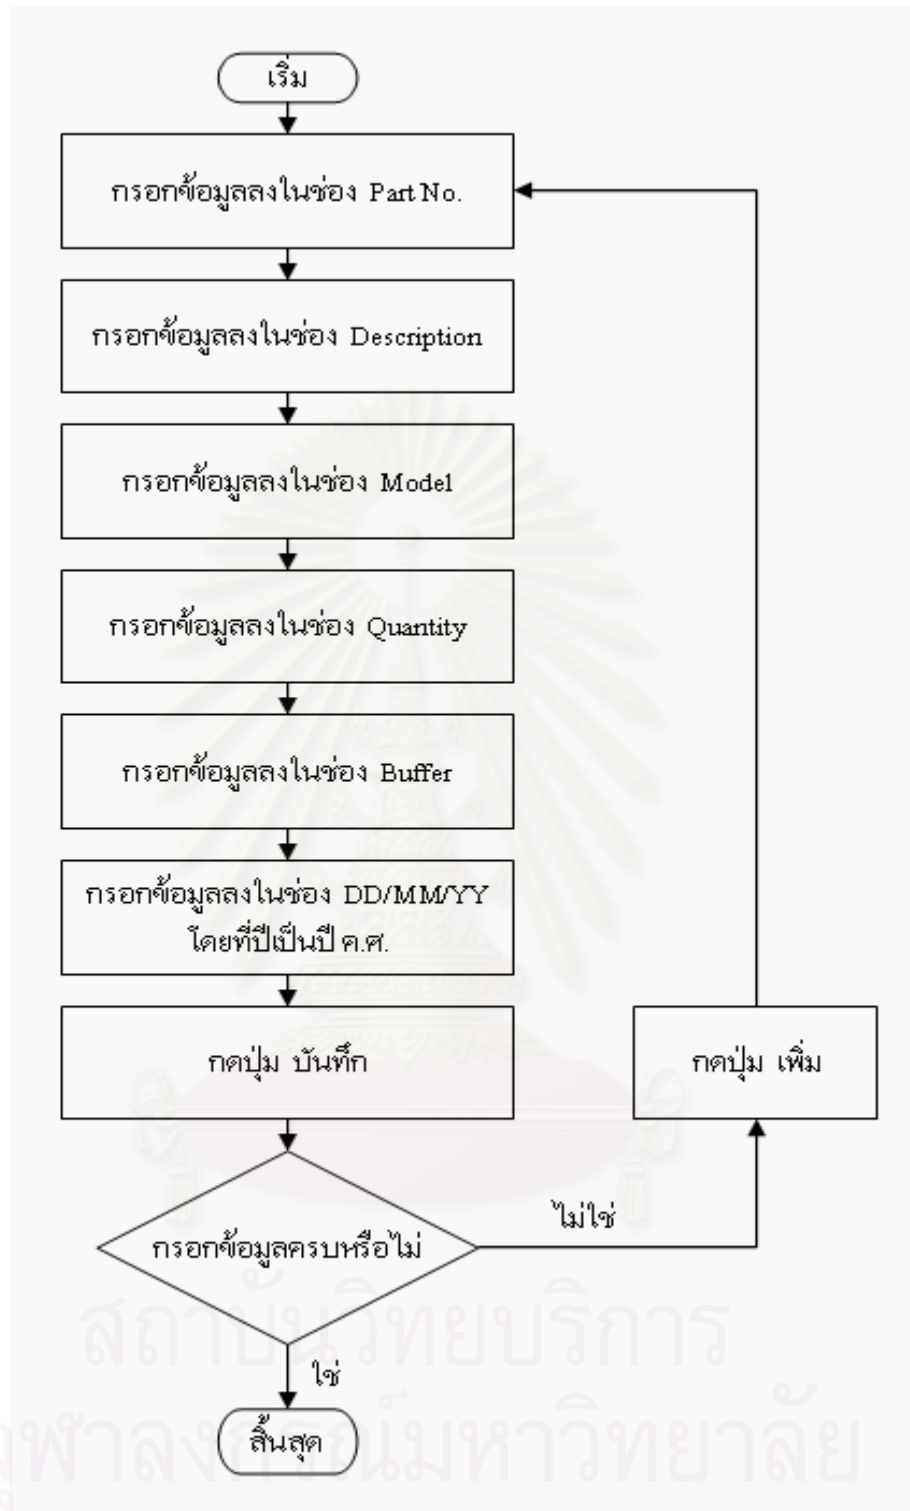 เริ่ม
กรอกข้อมูลลงในช่อง Part No.
กรอกข้อมูลลงในช่อง Description
กรอกข้อมูลลงในช่อง Model
กรอกข้อมูลลงในช่อง Quantity
กรอกข้อมูลลงในช่อง Buffer
กรอกข้อมูลลงในช่อง DD/MM/YY
โดยที่ปีเป็นปี ค.ศ.
กดปุ่ม บันทึก
กดปุ่ม เพิ่ม
ไม่ใช่
กรอกข้อมูลครบหรือไม่
สถาบันวิทยบริการ
ใช่
จุฬาลงกรณ์มหาวิทยาลัย
สิ้นสุด